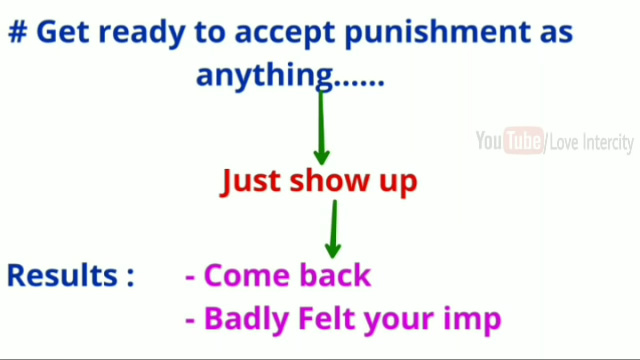 # Get ready to accept punishment as
anything......
YouTube/Love Intercity
Just show up
Results : - Come back
- Badly Felt your imp